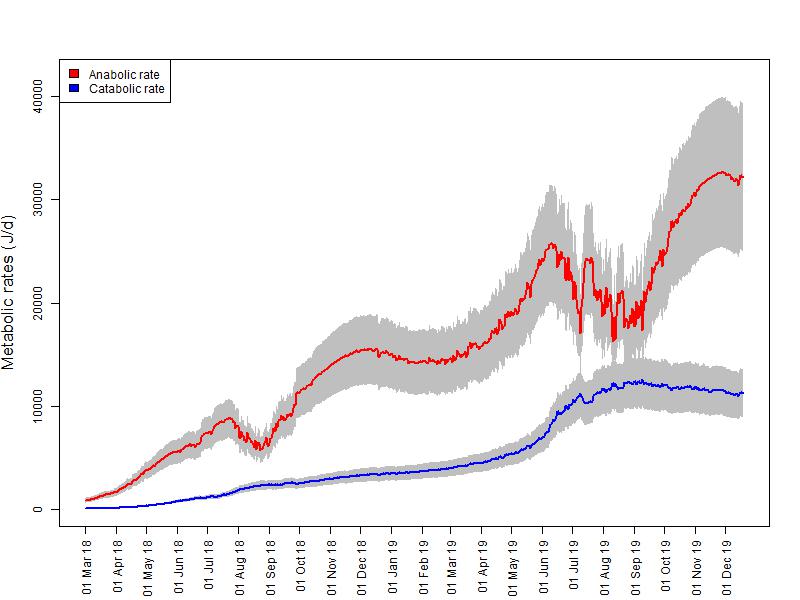 Anabolic rate
Catabolic rate
Metabolic rates (J/d)
40000
30000
20000
10000
0
01 Mar 18
01 Apr 18
01 May 18
01 Jun 18
01 Jul 18
01 Aug 18
01 Sep 18
01 Oct 18
01 Nov 18
01 Dec 18
01 Jan 19
01 Feb 19
01 Mar 19
01 Apr 19
01 May 19
01 Jun 19
01 Jul 19
01 Aug 19
01 Sep 19
01 Oct 19
01 Nov 19
01 Dec 19